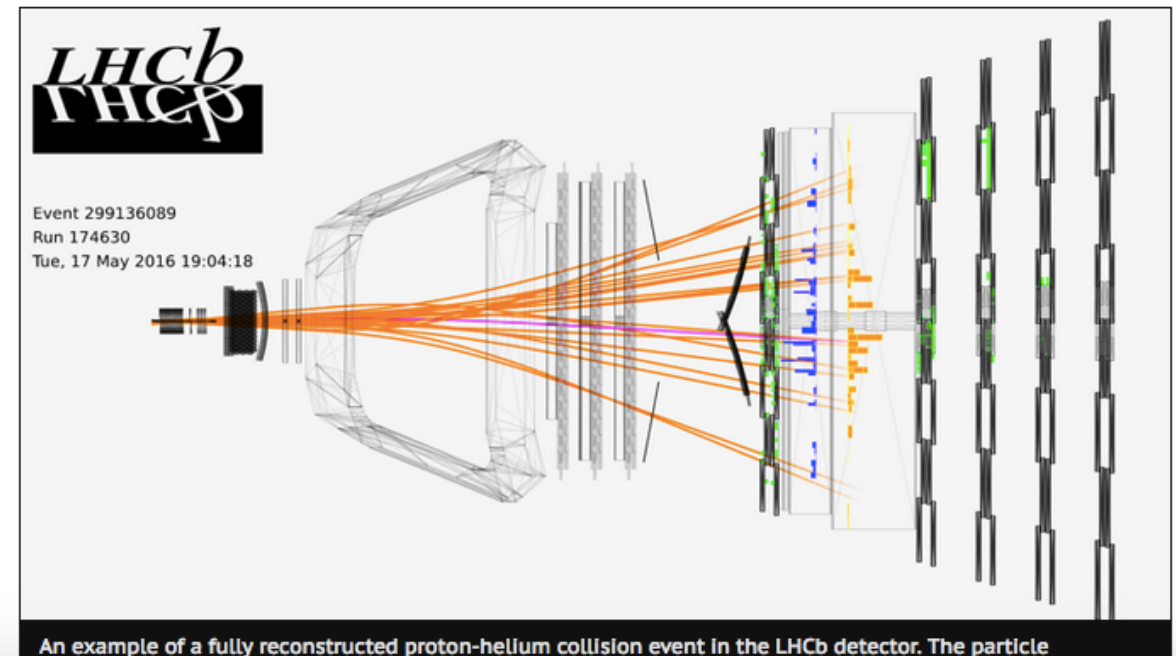 LHCb
LHCb
Event 299136089
Run 174630
Tue, 17 May 2016 19:04:18
An example of a fully reconstructed proton-helium collision event in the LHCb detector. The particle